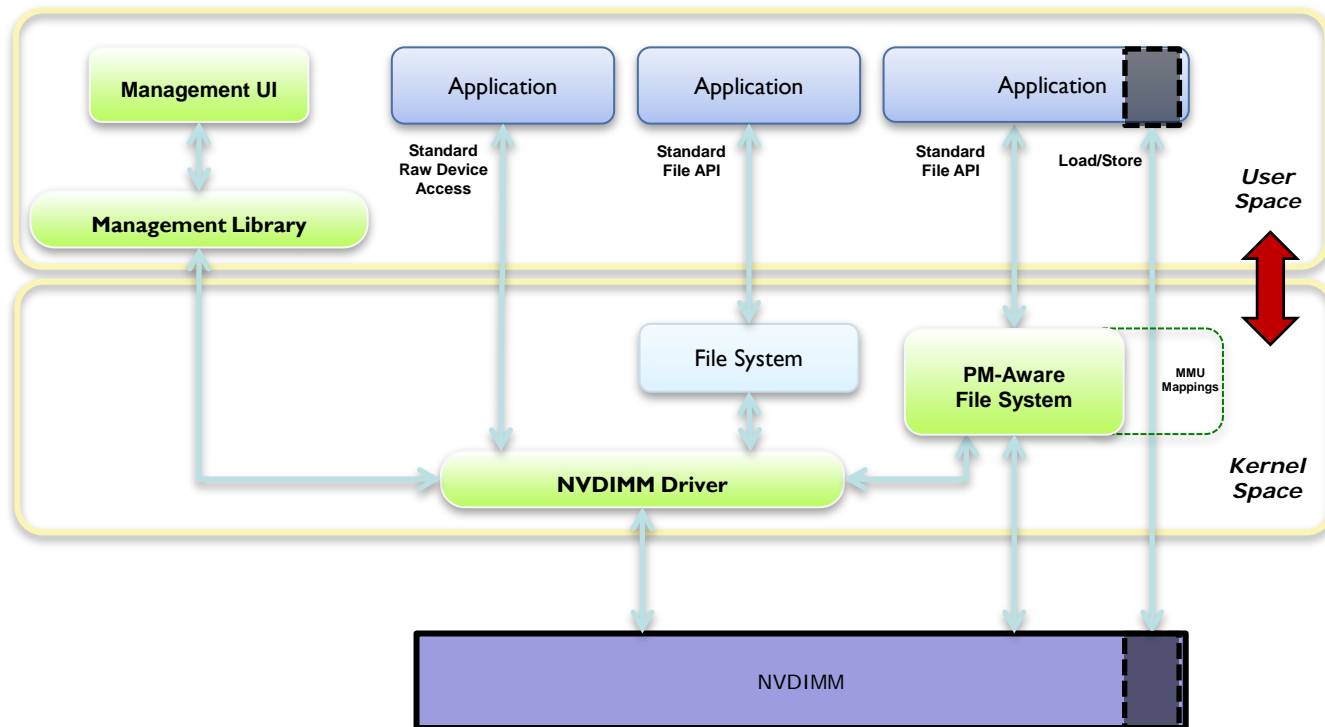 Management UI
Application
Application
Application
Standard
Raw Device
Access
Standard
File API
Standard
File API
Load/Store
User
Space
Management Library
File System
PM-Aware
File System
MMU
Mappings
NVDIMM Driver
Kernel
Space
NVDIMM